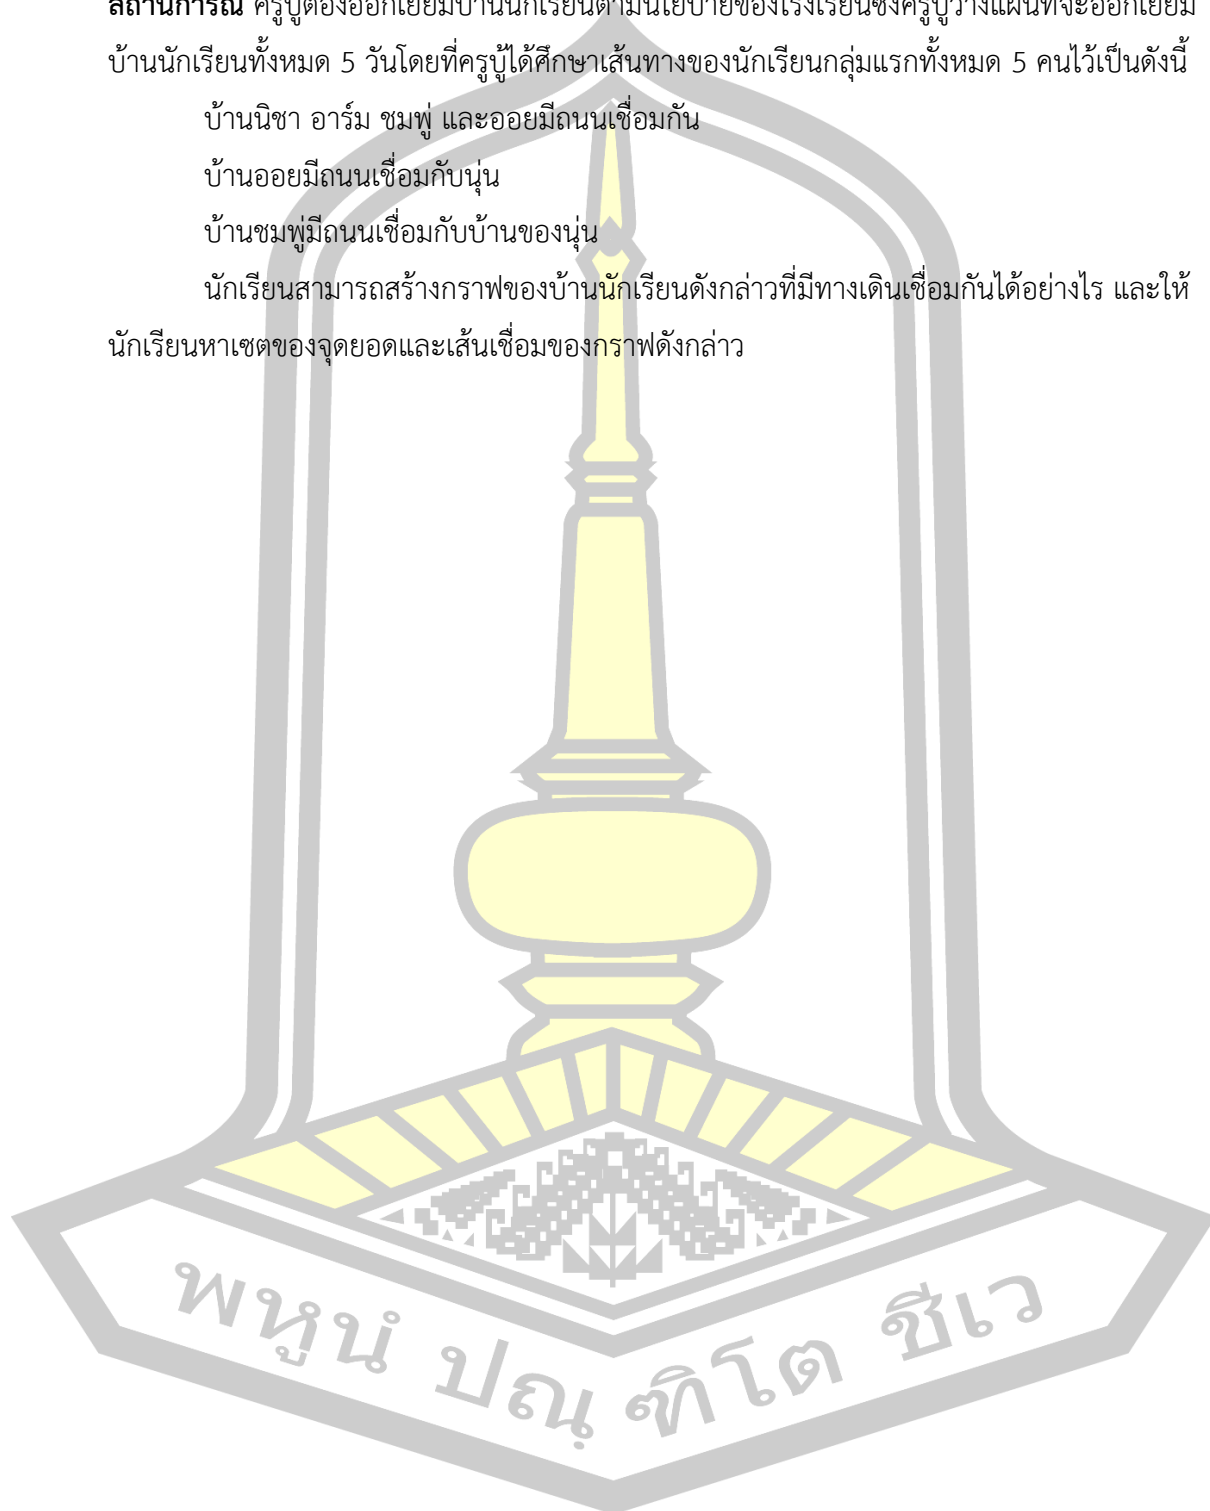 สถานการณ์ ครูบู้ต้องออกเยี่ยมบ้านนักเรียนตามนโยบายของโรงเรียนซึ่งครูบู้วางแผนที่จะออกเยี่ยม
บ้านนักเรียนทั้งหมด 5 วันโดยที่ครูบู้ได้ศึกษาเส้นทางของนักเรียนกลุ่มแรกทั้งหมด 5 คนไว้เป็นดังนี้
บ้านนิชา อาร์ม ชมพู่ และออยมีถนนเชื่อมกัน
บ้านออยมีถนนเชื่อมกับนุ่น
บ้านชมพู่มีถนนเชื่อมกับบ้านของนุ่น
นักเรียนสามารถสร้างกราฟของบ้านนักเรียนดังกล่าวที่มีทางเดินเชื่อมกันได้อย่างไร และให้
นักเรียนหาเซตของจุดยอดและเส้นเชื่อมของกราฟดังกล่าว
พหูนํ ปณฺฑิโต ชีเว